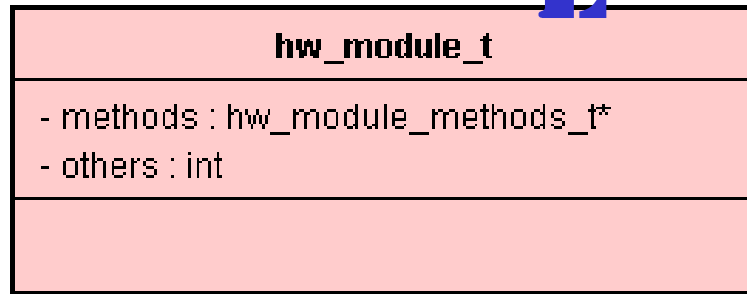 hw_module_t
- methods : hw_module_methods_t*
- others : int